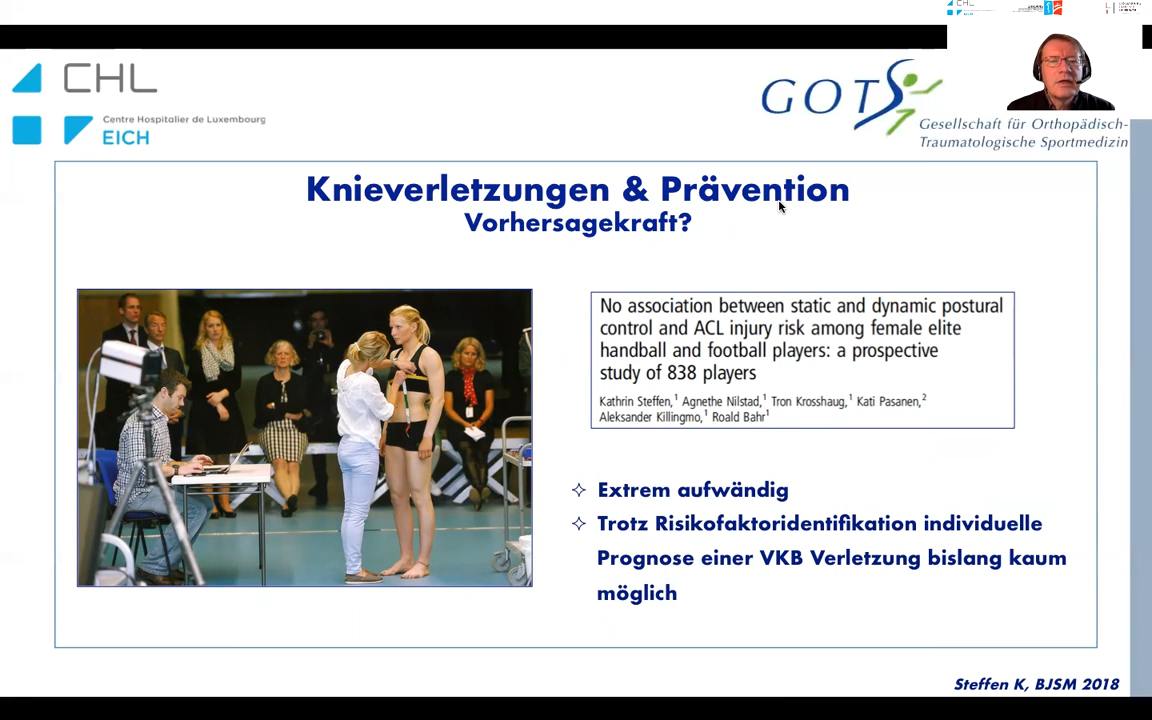 CHL
Centre Hospitalier de Luxembourg
EICH
GOTS
Gesellschaft für Orthopädisch-
Traumatologische Sportmedizin
Knieverletzungen & Prävention
Vorhersagekraft?
No association between static and dynamic postural
control and ACL injury risk among female elite
handball and football players: a prospective
study of 838 players
Kathrin Steffen,¹ Agnethe Nilstad,¹ Tron Krosshaug,¹ Kati Pasanen,²
Aleksander Killingmo,¹ Roald Bahr¹
✧ Extrem aufwändig
✧ Trotz Risikofaktoridentifikation individuelle
Prognose einer VKB Verletzung bislang kaum
möglich
Steffen K, BJSM 2018